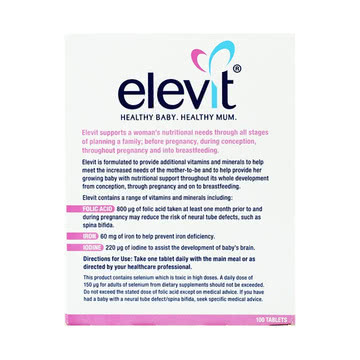 elevit®
HEALTHY BABY. HEALTHY MUM.
Elevit supports a woman's nutritional needs through all stages
of planning a family; before pregnancy, during conception,
throughout pregnancy and into breastfeeding.
Elevit is formulated to provide additional vitamins and minerals to help
meet the increased needs of the mother-to-be and to help provide her
growing baby with nutritional support throughout its whole development
from conception, through pregnancy and on to breastfeeding.
Elevit contains a range of vitamins and minerals including:
FOLIC ACID 800 µg of folic acid taken at least one month prior to and
during pregnancy may reduce the risk of neural tube defects, such as
spina bifida.
IRON 60 mg of iron to help prevent iron deficiency.
IODINE 220 µg of iodine to assist the development of baby's brain.
Directions for Use: Take one tablet daily with the main meal or as
directed by your healthcare professional.
This product contains selenium which is toxic in high doses. A daily dose of
150 µg for adults of selenium from dietary supplements should not be exceeded.
Do not exceed the stated dose of folic acid except on medical advice. If you have
had a baby with a neural tube defect/spina bifida, seek specific medical advice.
100 TABLETS